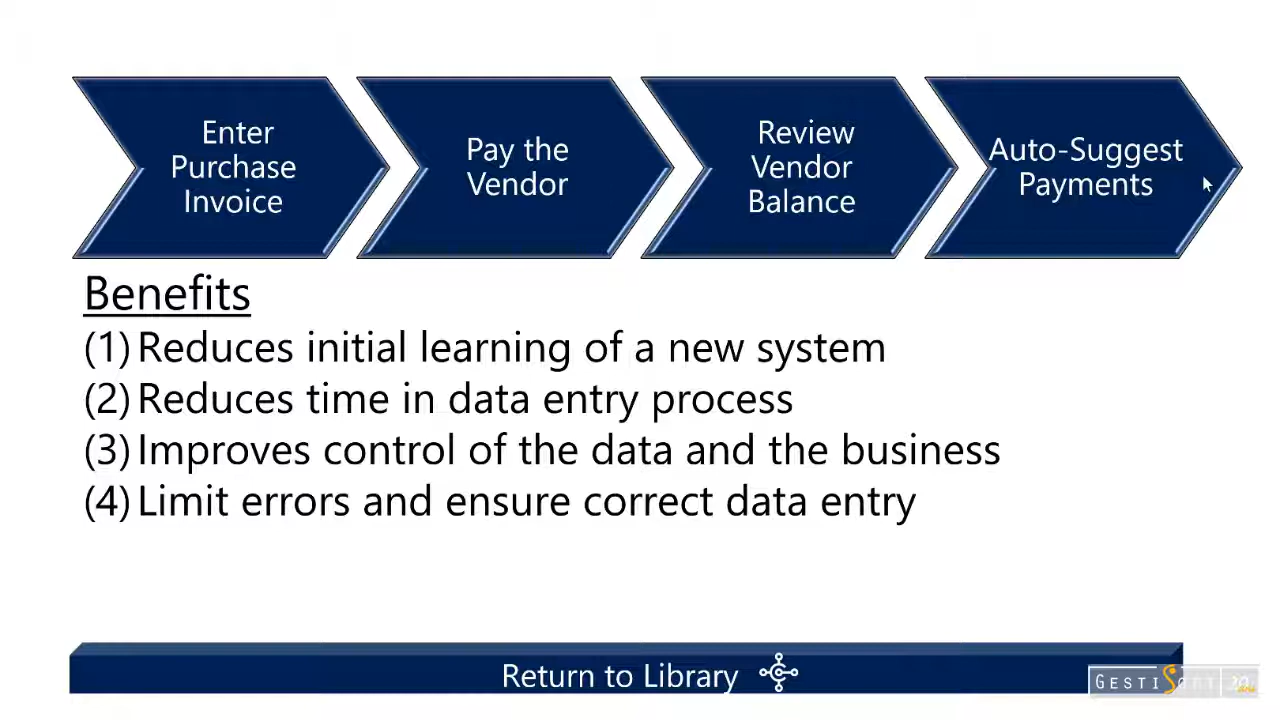 Enter
Purchase
Invoice
Pay the
Vendor
Review
Vendor
Balance
Auto-Suggest
Payments
Benefits
(1) Reduces initial learning of a new system
(2) Reduces time in data entry process
(3) Improves control of the data and the business
(4) Limit errors and ensure correct data entry
Return to Library
GESTISOFT 20